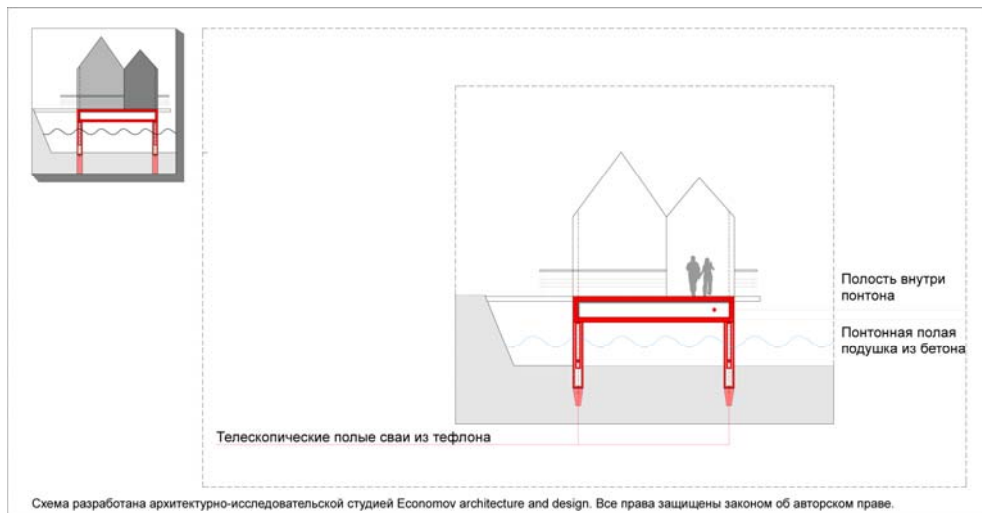 Полость внутри
понтона
Понтонная полая
подушка из бетона
Телескопические полые сваи из тефлона
Схема разработана архитектурно-исследовательской студией Economov architecture and design. Все права защищены законом об авторском праве.